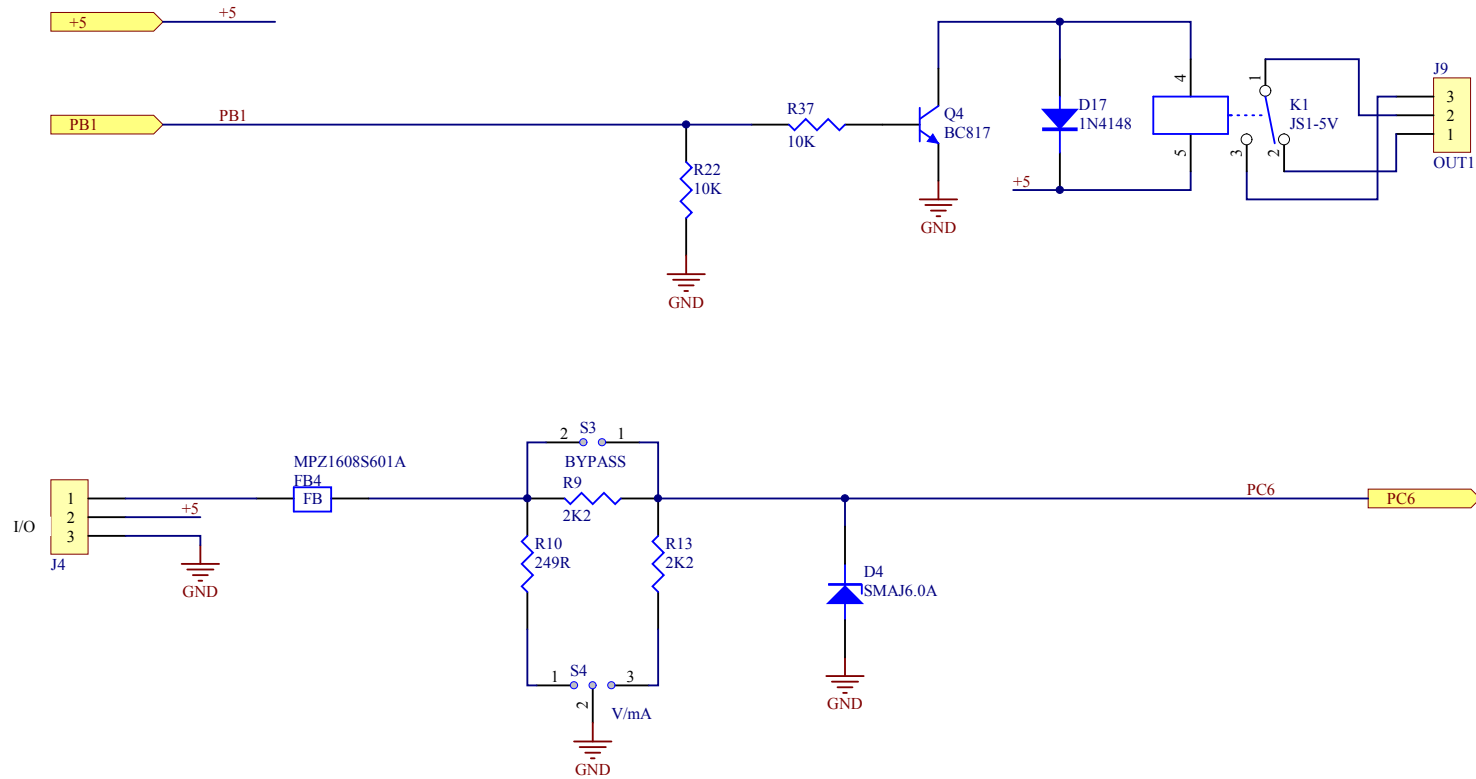 +5 +5
PB1 PB1
R37
10K
R22
10K
GND
Q4
BC817
GND
D17
1N4148
+5
4
5
1
3
2
K1
JS1-5V
J9
3
2
1
OUT1
I/O
1
2
3
J4
+5
GND
MPZ1608S601A
FB4
FB
2 S3 1
BYPASS
R9
2K2
R10
249R
R13
2K2
1 S4 3
2
V/mA
GND
D4
SMAJ6.0A
GND
PC6 PC6